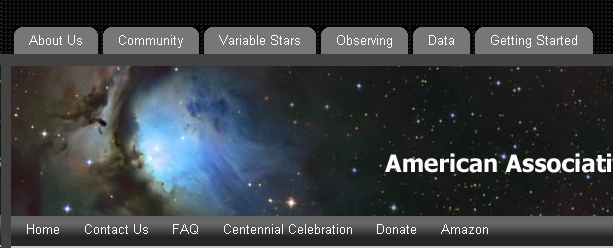 About Us Community Variable Stars Observing Data Getting Started
American Associati
Home Contact Us FAQ Centennial Celebration Donate Amazon